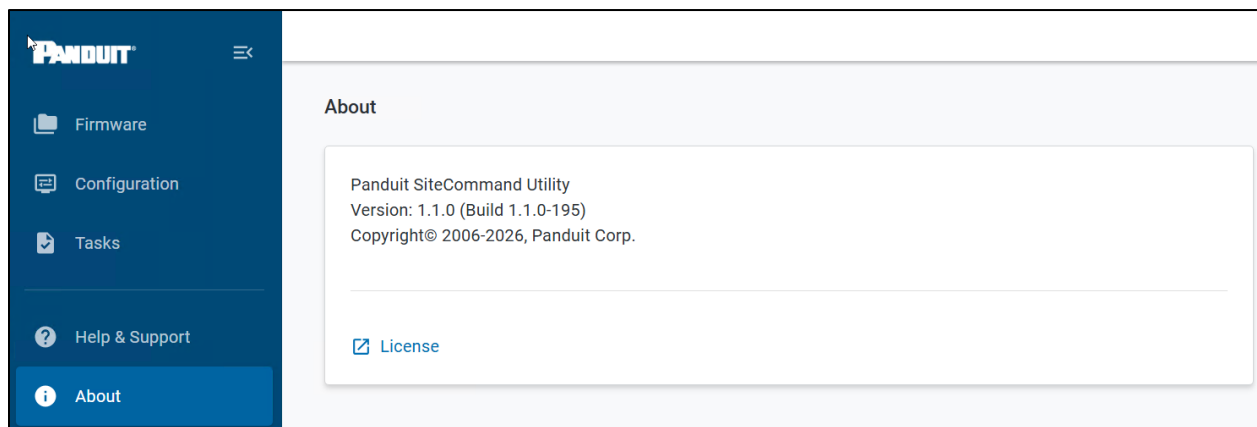 PANDUIT®
Firmware
Configuration
Tasks
Help & Support
About
About
Panduit SiteCommand Utility
Version: 1.1.0 (Build 1.1.0-195)
Copyright© 2006-2026, Panduit Corp.
License